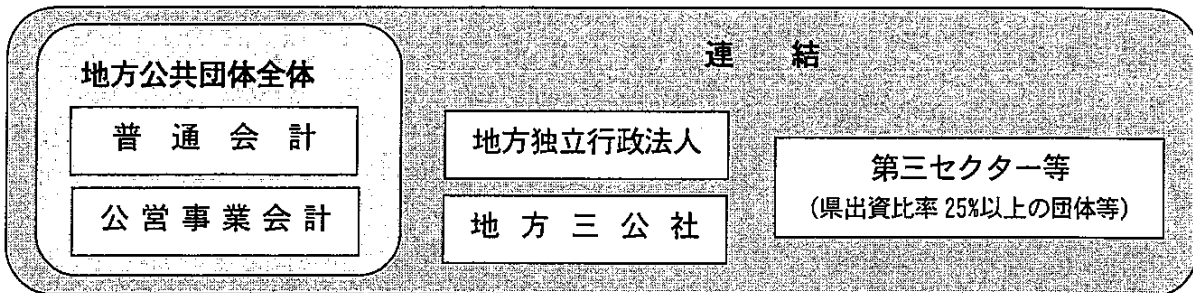 連結
地方公共団体全体
普通会計
公営事業会計
地方独立行政法人
地方三公社
第三セクター等
(県出資比率25%以上の団体等)